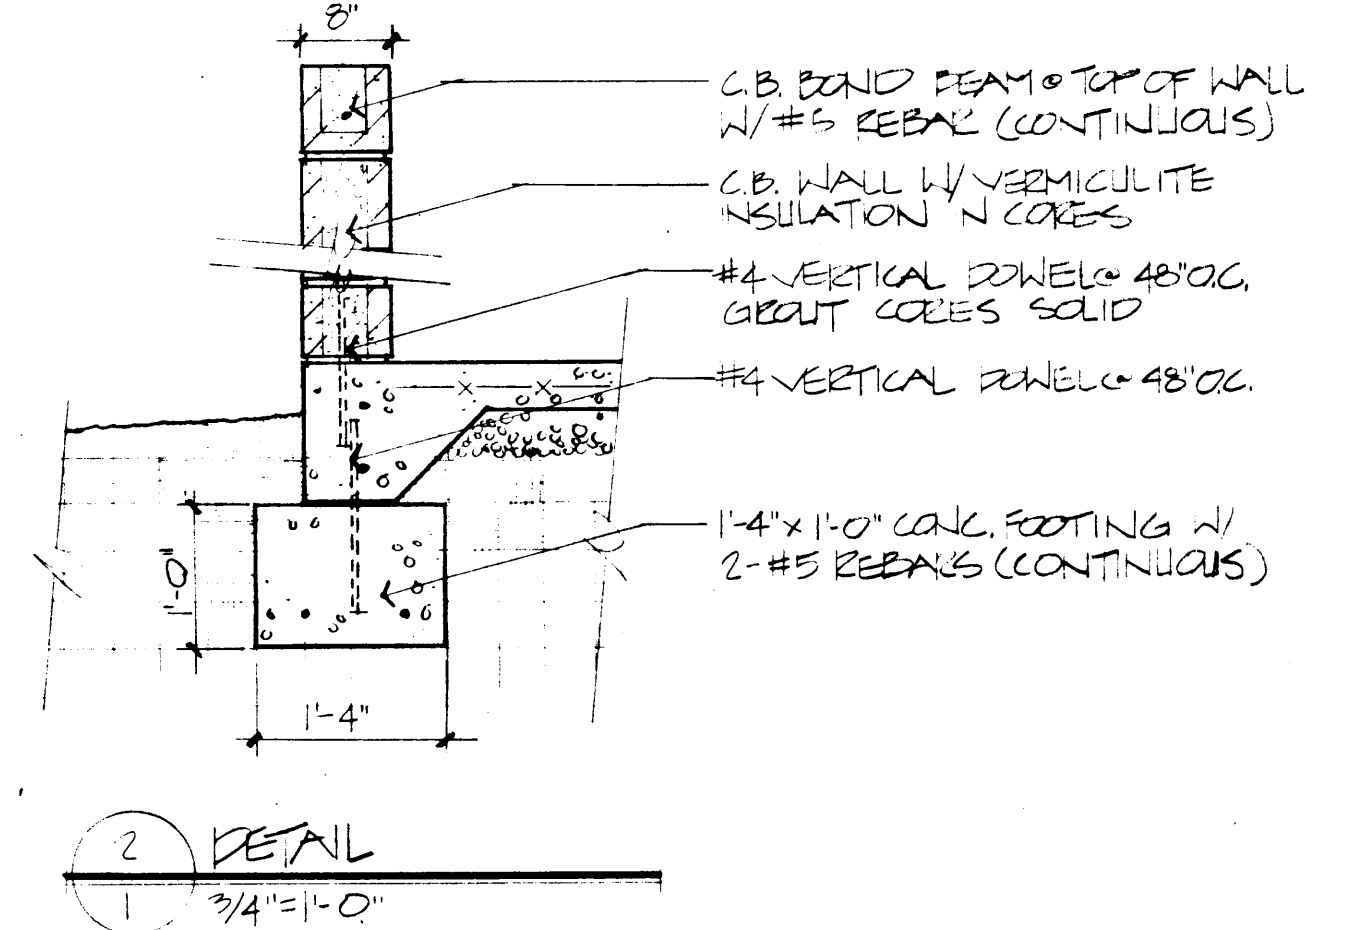 8"
C.B. BOND BEAM @ TOP OF WALL
W/ #5 REBAR (CONTINUOUS)
C.B. WALL W/ VERMICULITE
INSULATION IN CORES
#4 VERTICAL DOWEL @ 48" O.C.
GROUT CORES SOLID
#4 VERTICAL DOWEL @ 48" O.C.
1'-4" x 1'-0" CONC. FOOTING W/
2-#5 REBARS (CONTINUOUS)
1'-0"
1'-4"
2
DETAIL
1
3/4"=1'-0"